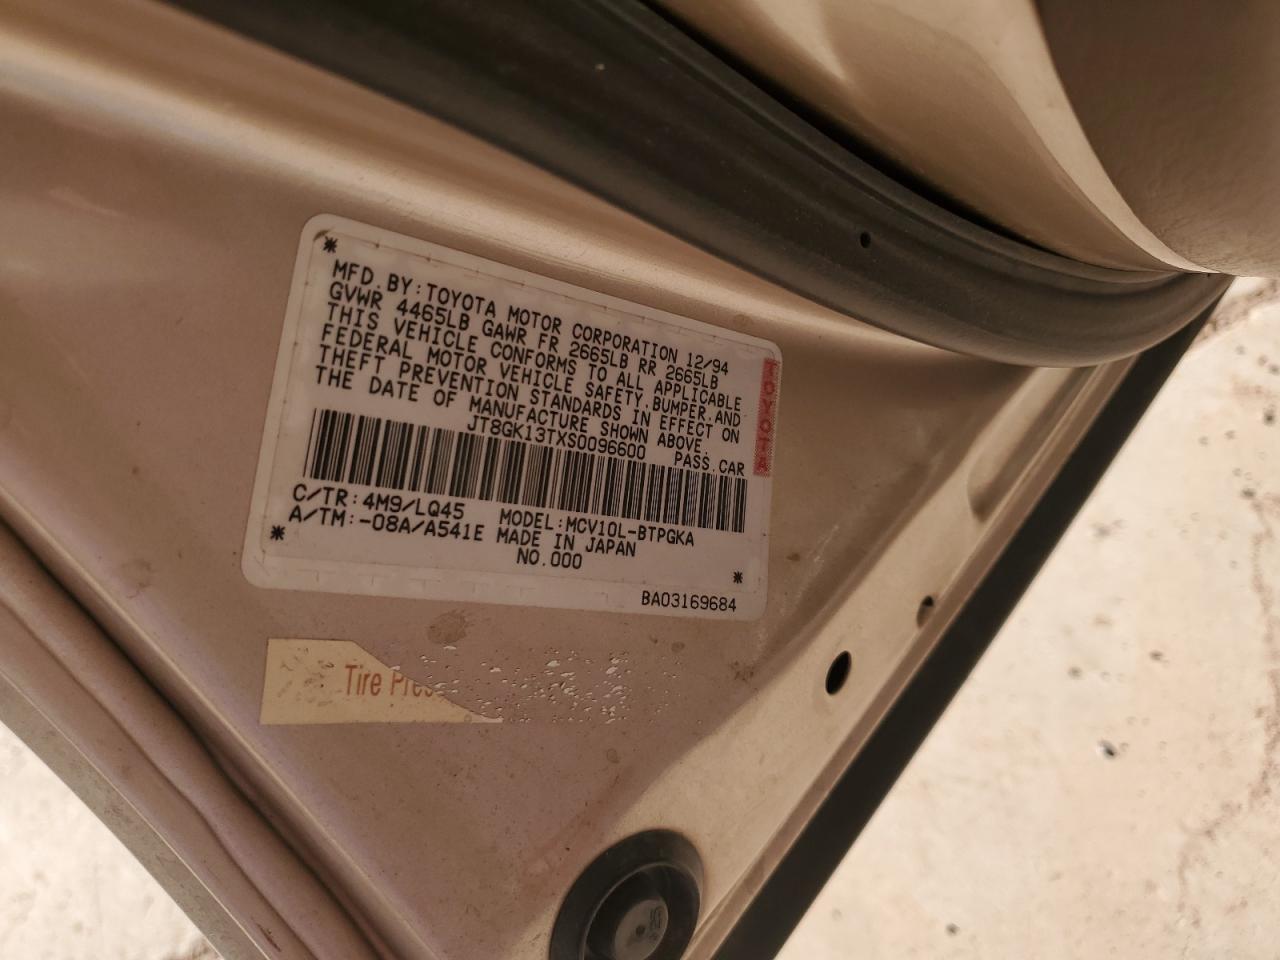 MFD. BY: TOYOTA MOTOR CORPORATION 12/94
GVWR 4465LB GAWR FR 2665LB RR 2665LB
THIS VEHICLE CONFORMS TO ALL APPLICABLE
FEDERAL MOTOR VEHICLE SAFETY, BUMPER, AND
THEFT PREVENTION STANDARDS IN EFFECT ON
THE DATE OF MANUFACTURE SHOWN ABOVE.
JT8GK13TXS0096600 PASS. CAR
TOYOTA
C/TR: 4M9/LQ45 MODEL: MCV10L-BTPGKA
A/TM: -08A/A541E MADE IN JAPAN
NO. 000
BA03169684
Tire